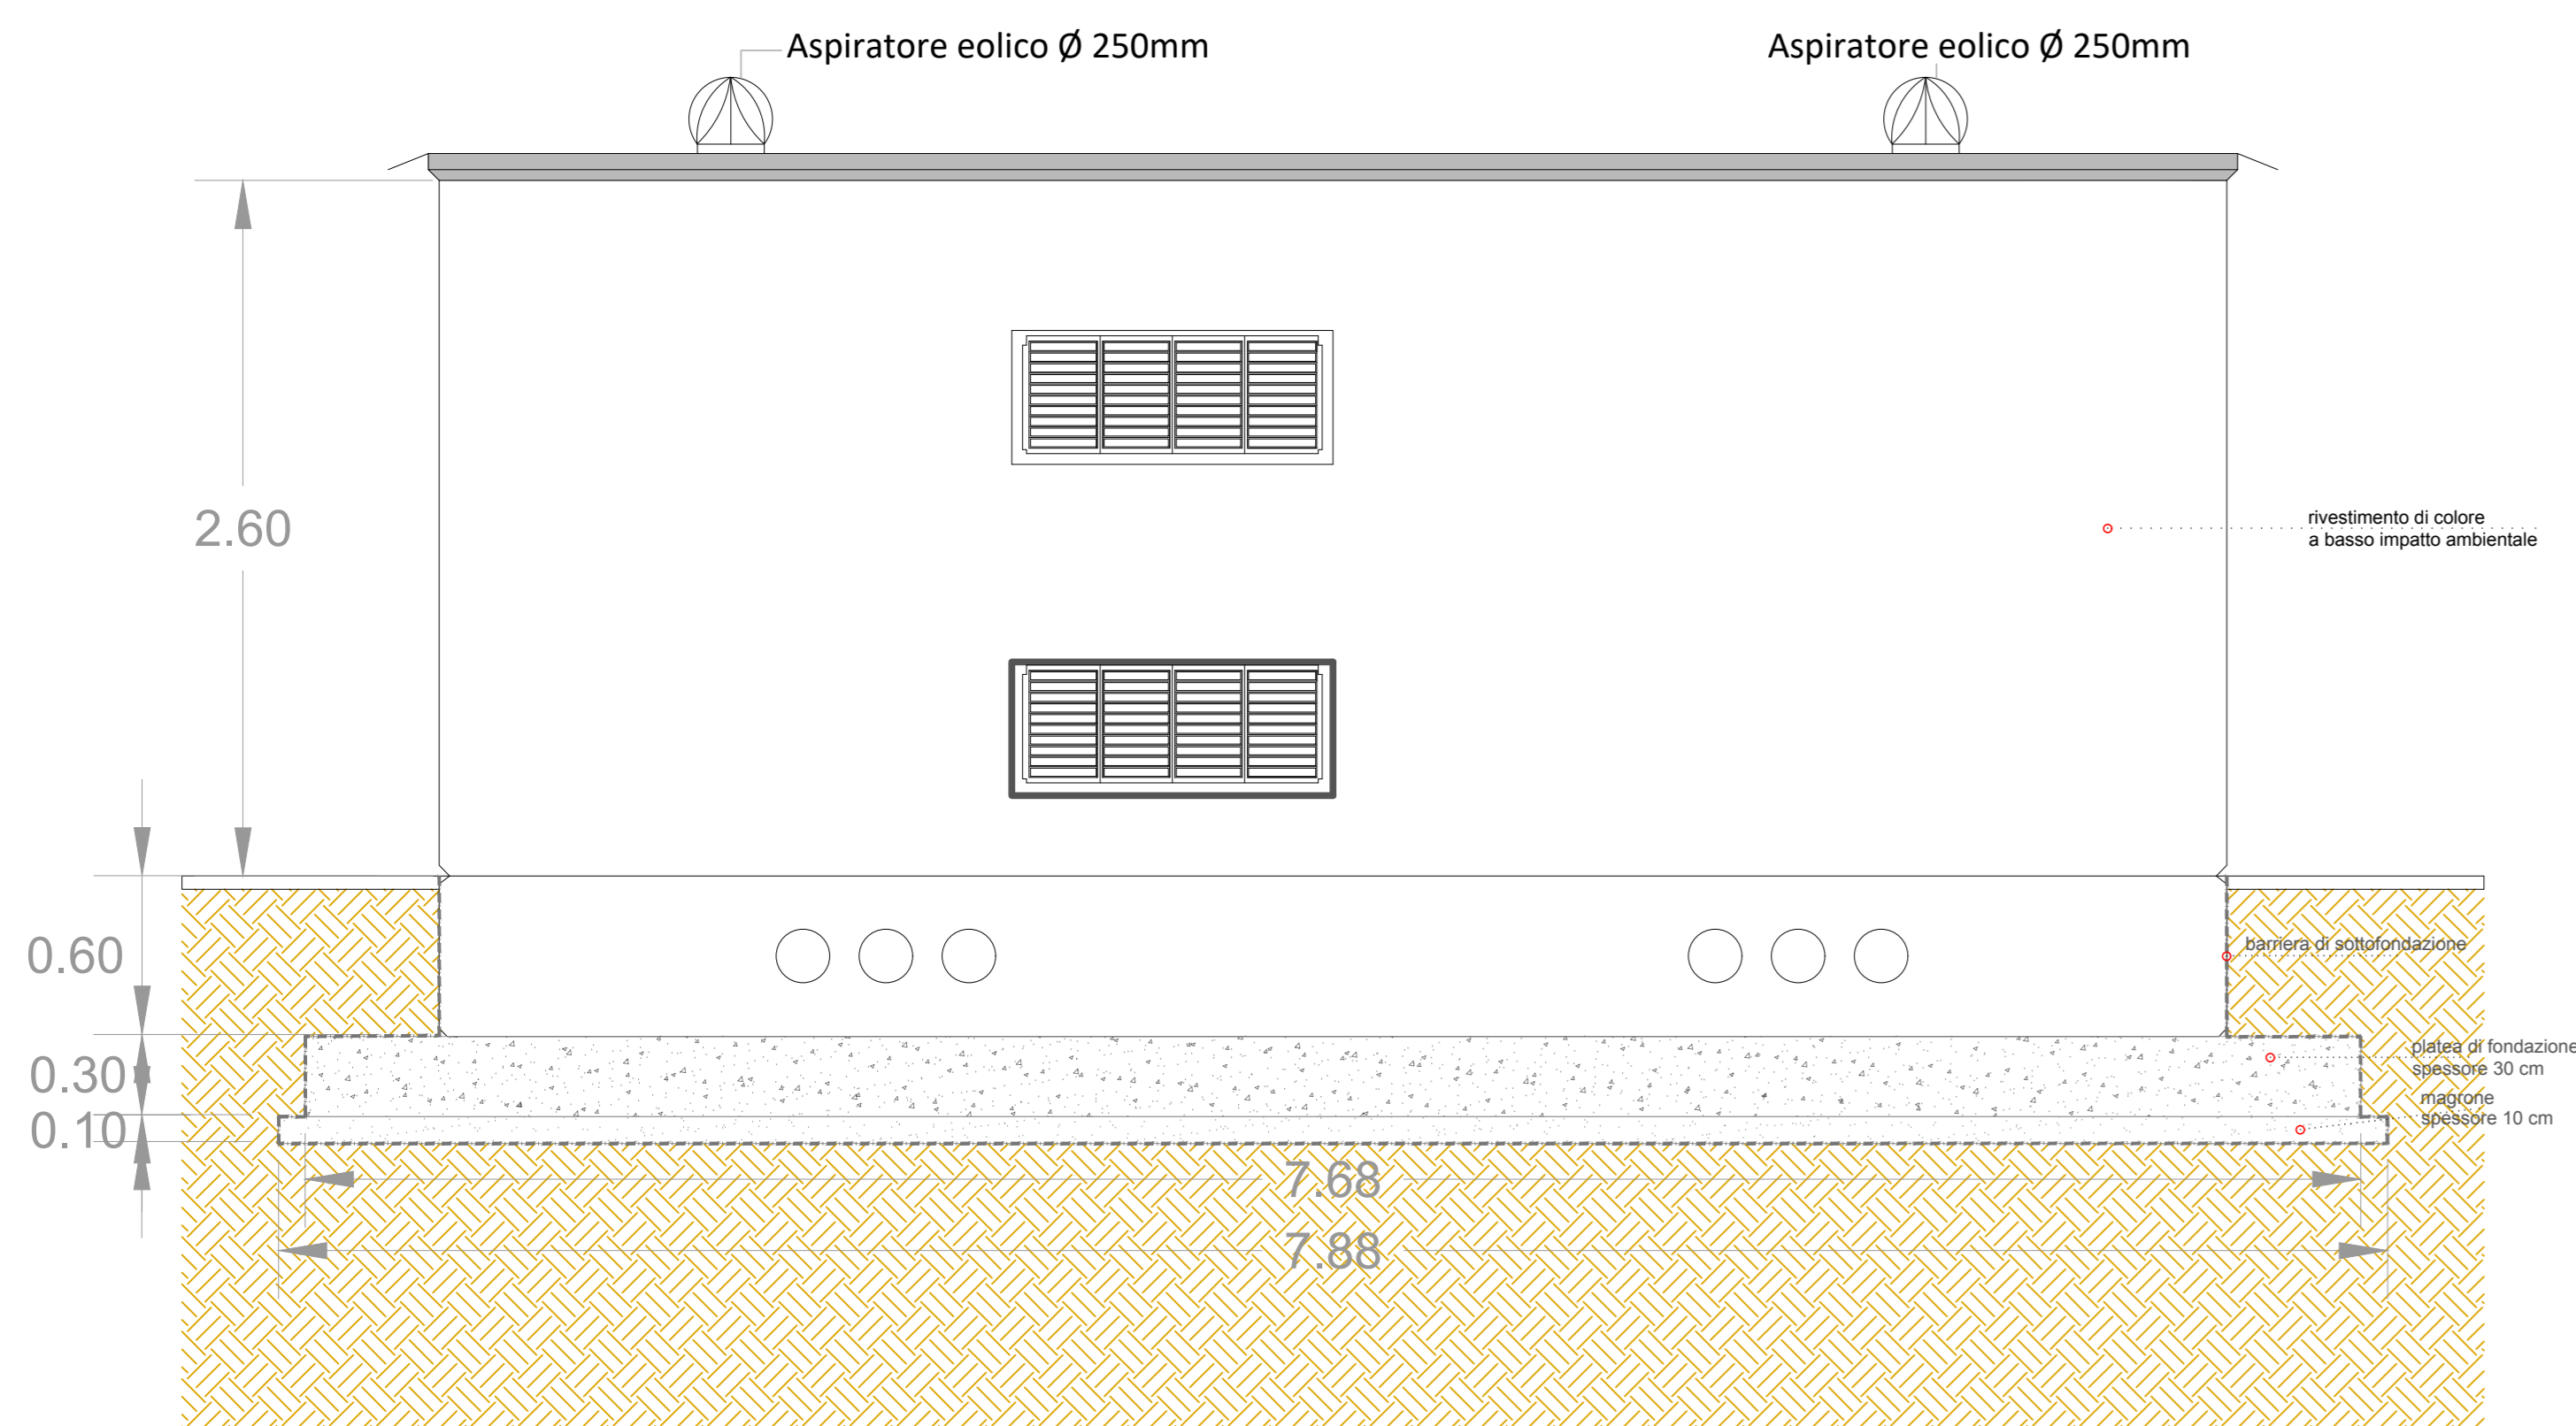 Aspiratore eolico Ø 250mm
Aspiratore eolico Ø 250mm
2.60
rivestimento di colore
a basso impatto ambientale
0.60
barriera di sottofondazione
0.30
platea di fondazione
spessore 30 cm
0.10
magrone
spessore 10 cm
7.68
7.88